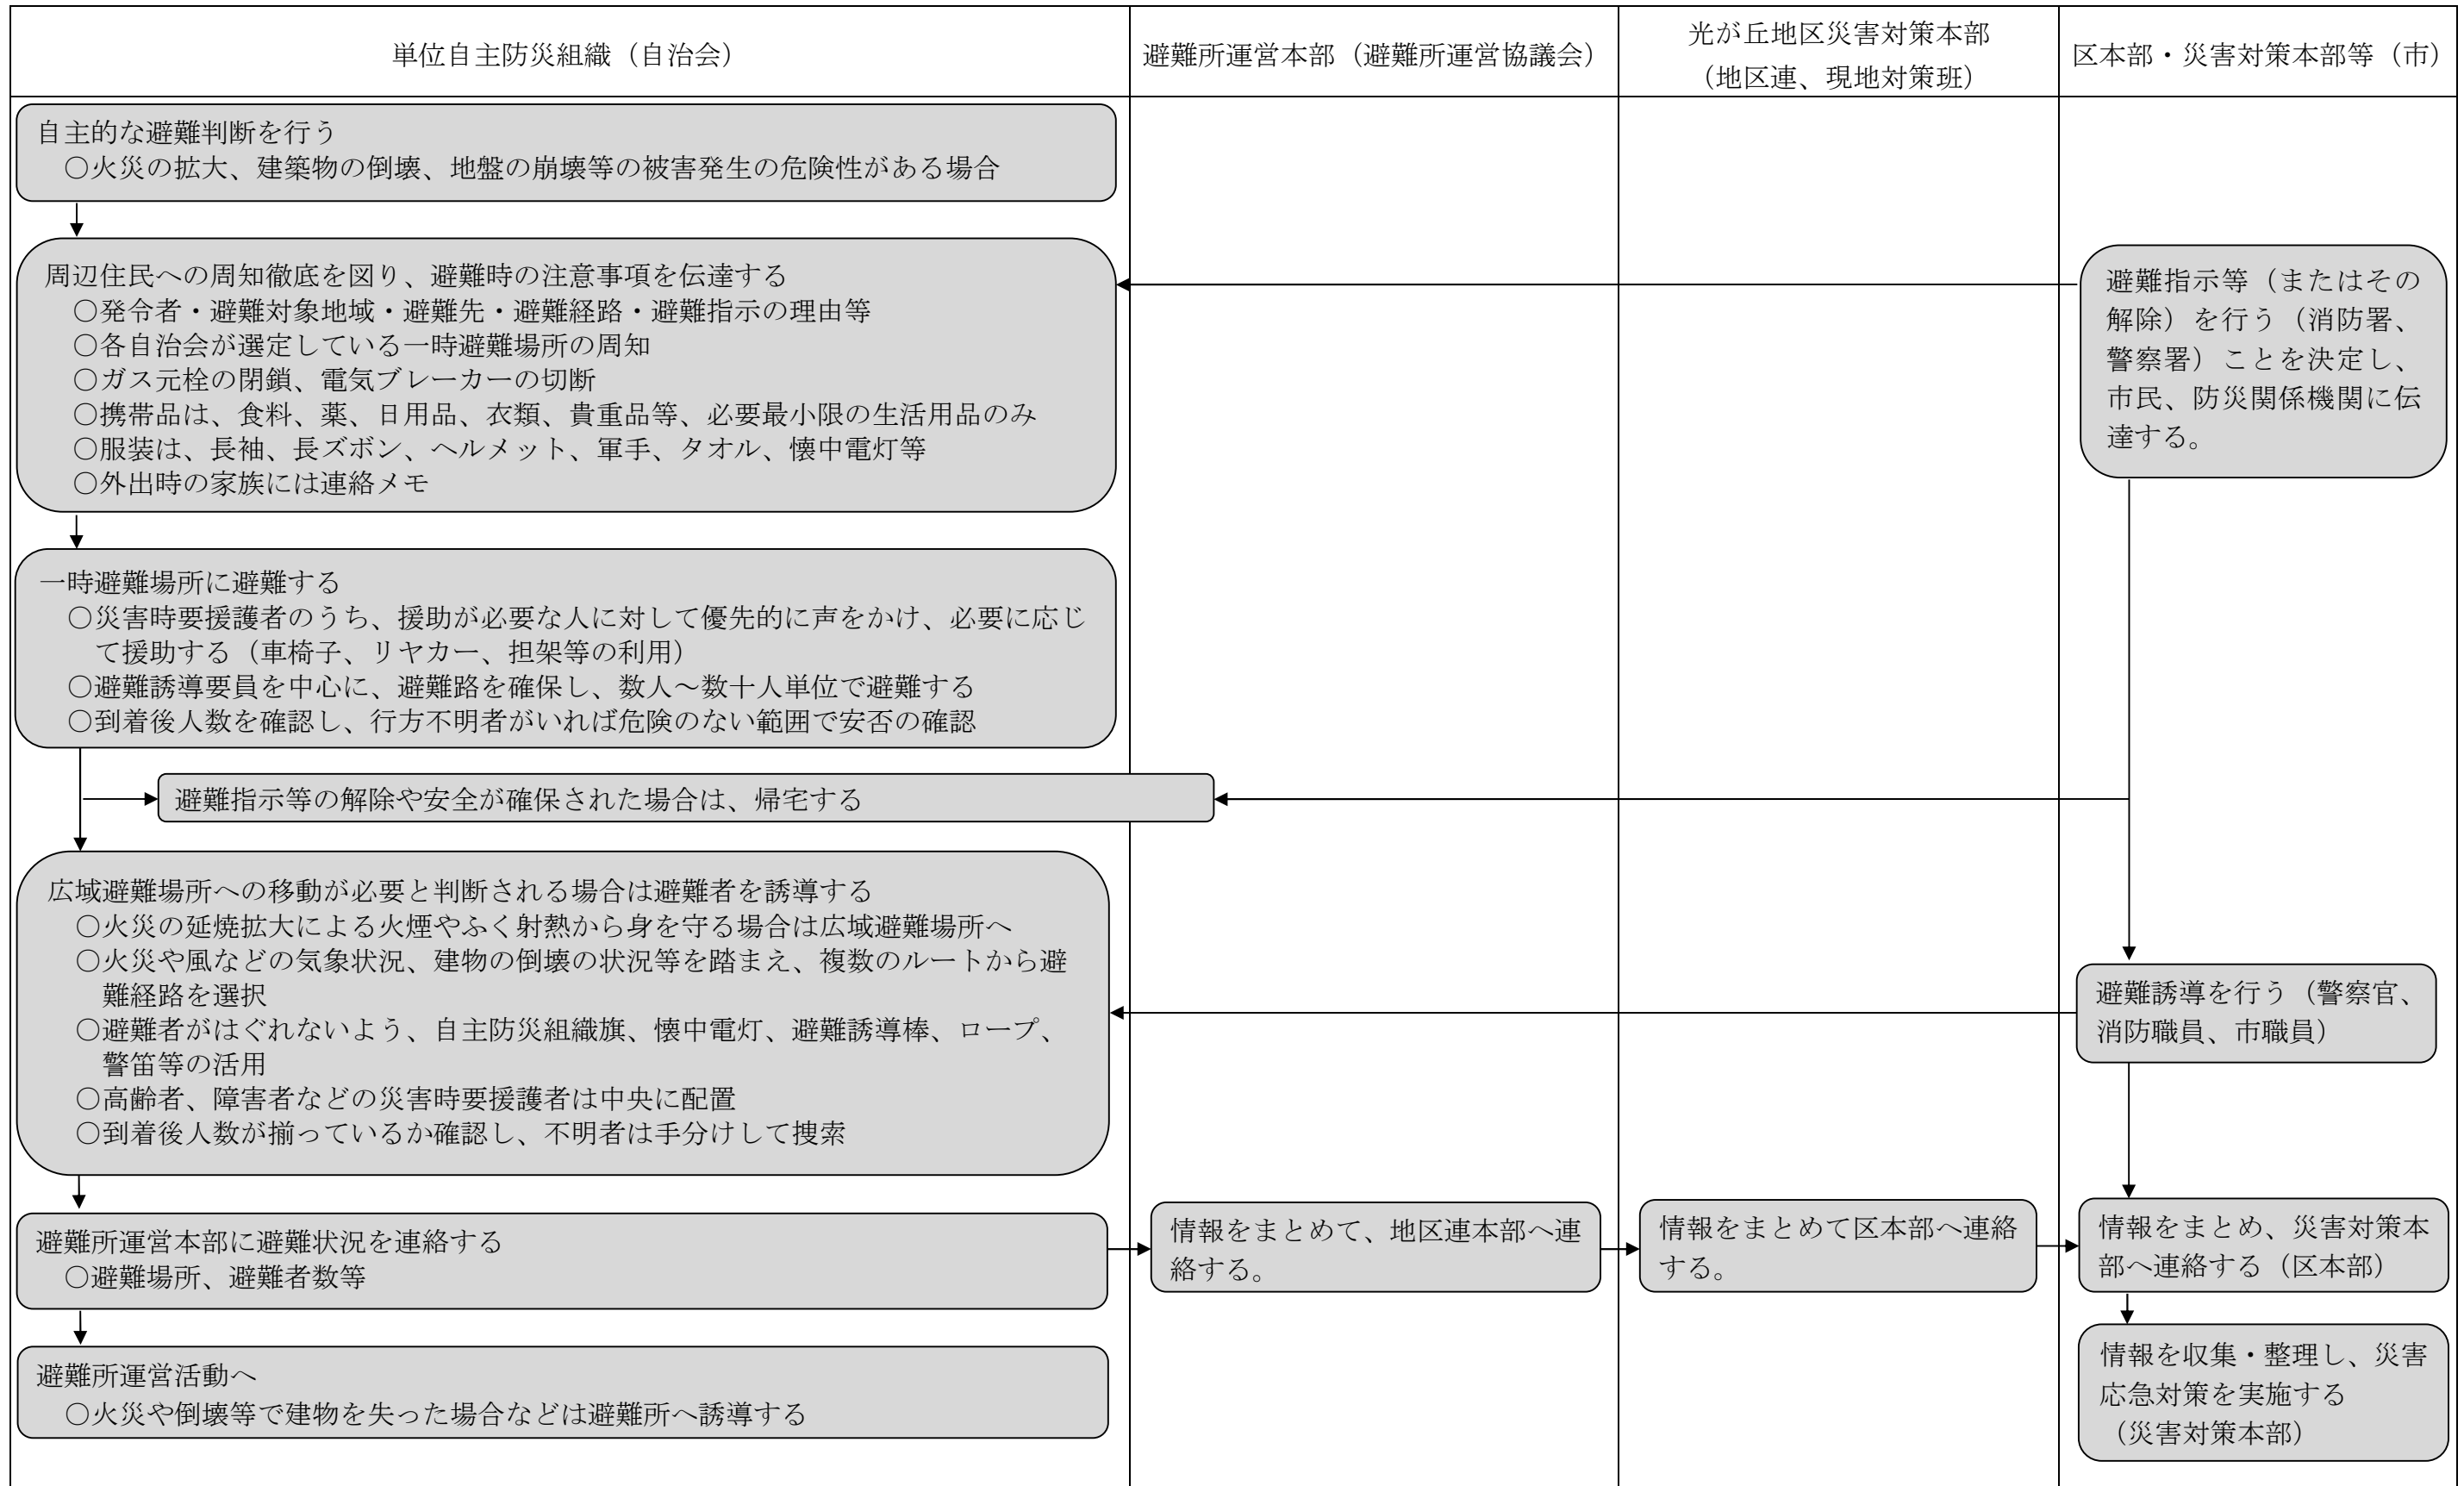 単位自主防災組織（自治会）
避難所運営本部（避難所運営協議会）
光が丘地区災害対策本部
（地区連、現地対策班）
区本部・災害対策本部等（市）
自主的な避難判断を行う
○火災の拡大、建築物の倒壊、地盤の崩壊等の被害発生の危険性がある場合
周辺住民への周知徹底を図り、避難時の注意事項を伝達する
○発令者・避難対象地域・避難先・避難経路・避難指示の理由等
○各自治会が選定している一時避難場所の周知
○ガス元栓の閉鎖、電気ブレーカーの切断
○携帯品は、食料、薬、日用品、衣類、貴重品等、必要最小限の生活用品のみ
○服装は、長袖、長ズボン、ヘルメット、軍手、タオル、懐中電灯等
○外出時の家族には連絡メモ
避難指示等（またはその
解除）を行う（消防署、
警察署）ことを決定し、
市民、防災関係機関に伝
達する。
一時避難場所に避難する
○災害時要援護者のうち、援助が必要な人に対して優先的に声をかけ、必要に応じ
て援助する（車椅子、リヤカー、担架等の利用）
○避難誘導要員を中心に、避難路を確保し、数人～数十人単位で避難する
○到着後人数を確認し、行方不明者がいれば危険のない範囲で安否の確認
避難指示等の解除や安全が確保された場合は、帰宅する
広域避難場所への移動が必要と判断される場合は避難者を誘導する
○火災の延焼拡大による火煙やふく射熱から身を守る場合は広域避難場所へ
○火災や風などの気象状況、建物の倒壊の状況等を踏まえ、複数のルートから避
難経路を選択
○避難者がはぐれないよう、自主防災組織旗、懐中電灯、避難誘導棒、ロープ、
警笛等の活用
○高齢者、障害者などの災害時要援護者は中央に配置
○到着後人数が揃っているか確認し、不明者は手分けして捜索
避難誘導を行う（警察官、
消防職員、市職員）
避難所運営本部に避難状況を連絡する
○避難場所、避難者数等
情報をまとめて、地区連本部へ連
絡する。
情報をまとめて区本部へ連絡
する。
情報をまとめ、災害対策本
部へ連絡する（区本部）
避難所運営活動へ
○火災や倒壊等で建物を失った場合などは避難所へ誘導する
情報を収集・整理し、災害
応急対策を実施する
（災害対策本部）